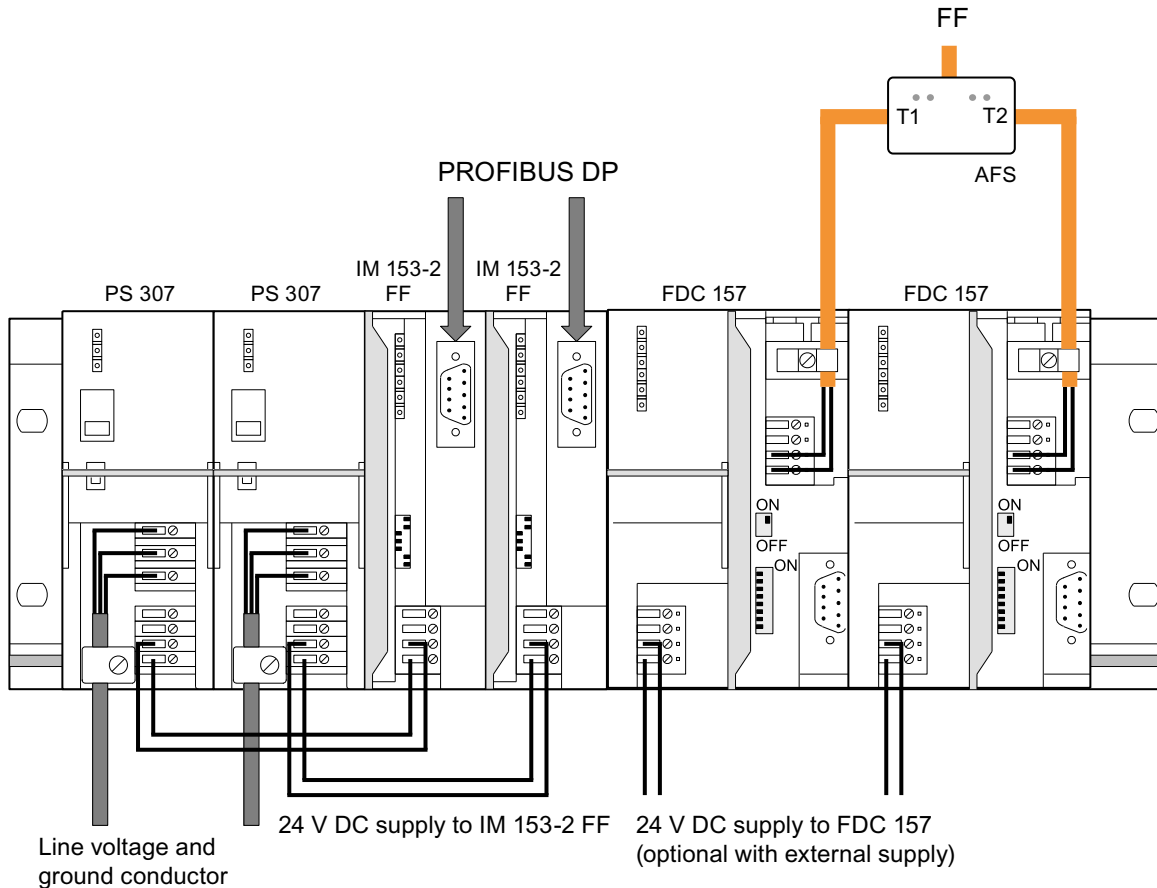 FF
T1 T2
AFS
PROFIBUS DP
IM 153-2
FF
IM 153-2
FF
PS 307
PS 307
FDC 157
FDC 157
ON
OFF
ON
ON
OFF
ON
24 V DC supply to IM 153-2 FF
24 V DC supply to FDC 157
(optional with external supply)
Line voltage and
ground conductor